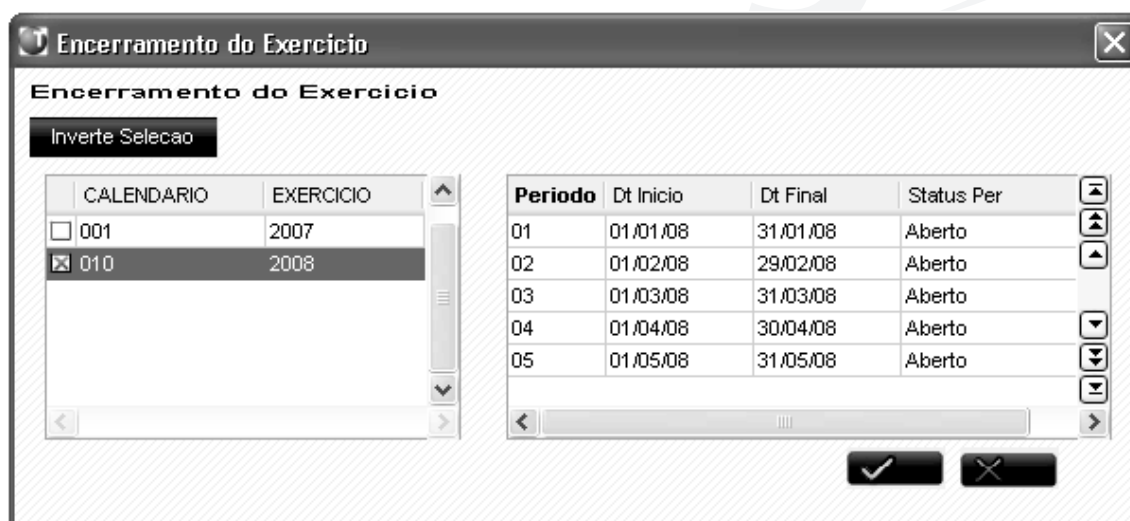 Encerramento do Exercicio
Encerramento do Exercicio
Inverte Selecao
CALENDARIO EXERCICIO
001 2007
010 2008
Periodo Dt Inicio Dt Final Status Per
01 01/01/08 31/01/08 Aberto
02 01/02/08 29/02/08 Aberto
03 01/03/08 31/03/08 Aberto
04 01/04/08 30/04/08 Aberto
05 01/05/08 31/05/08 Aberto